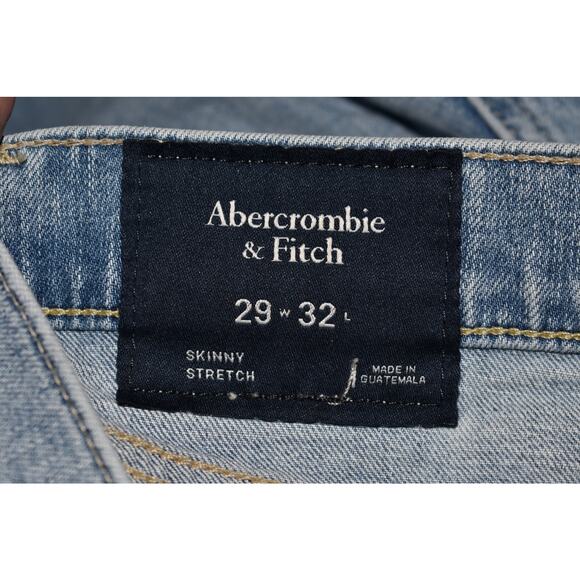 Abercrombie
& Fitch
29 W 32 L
SKINNY
STRETCH
MADE IN
GUATEMALA